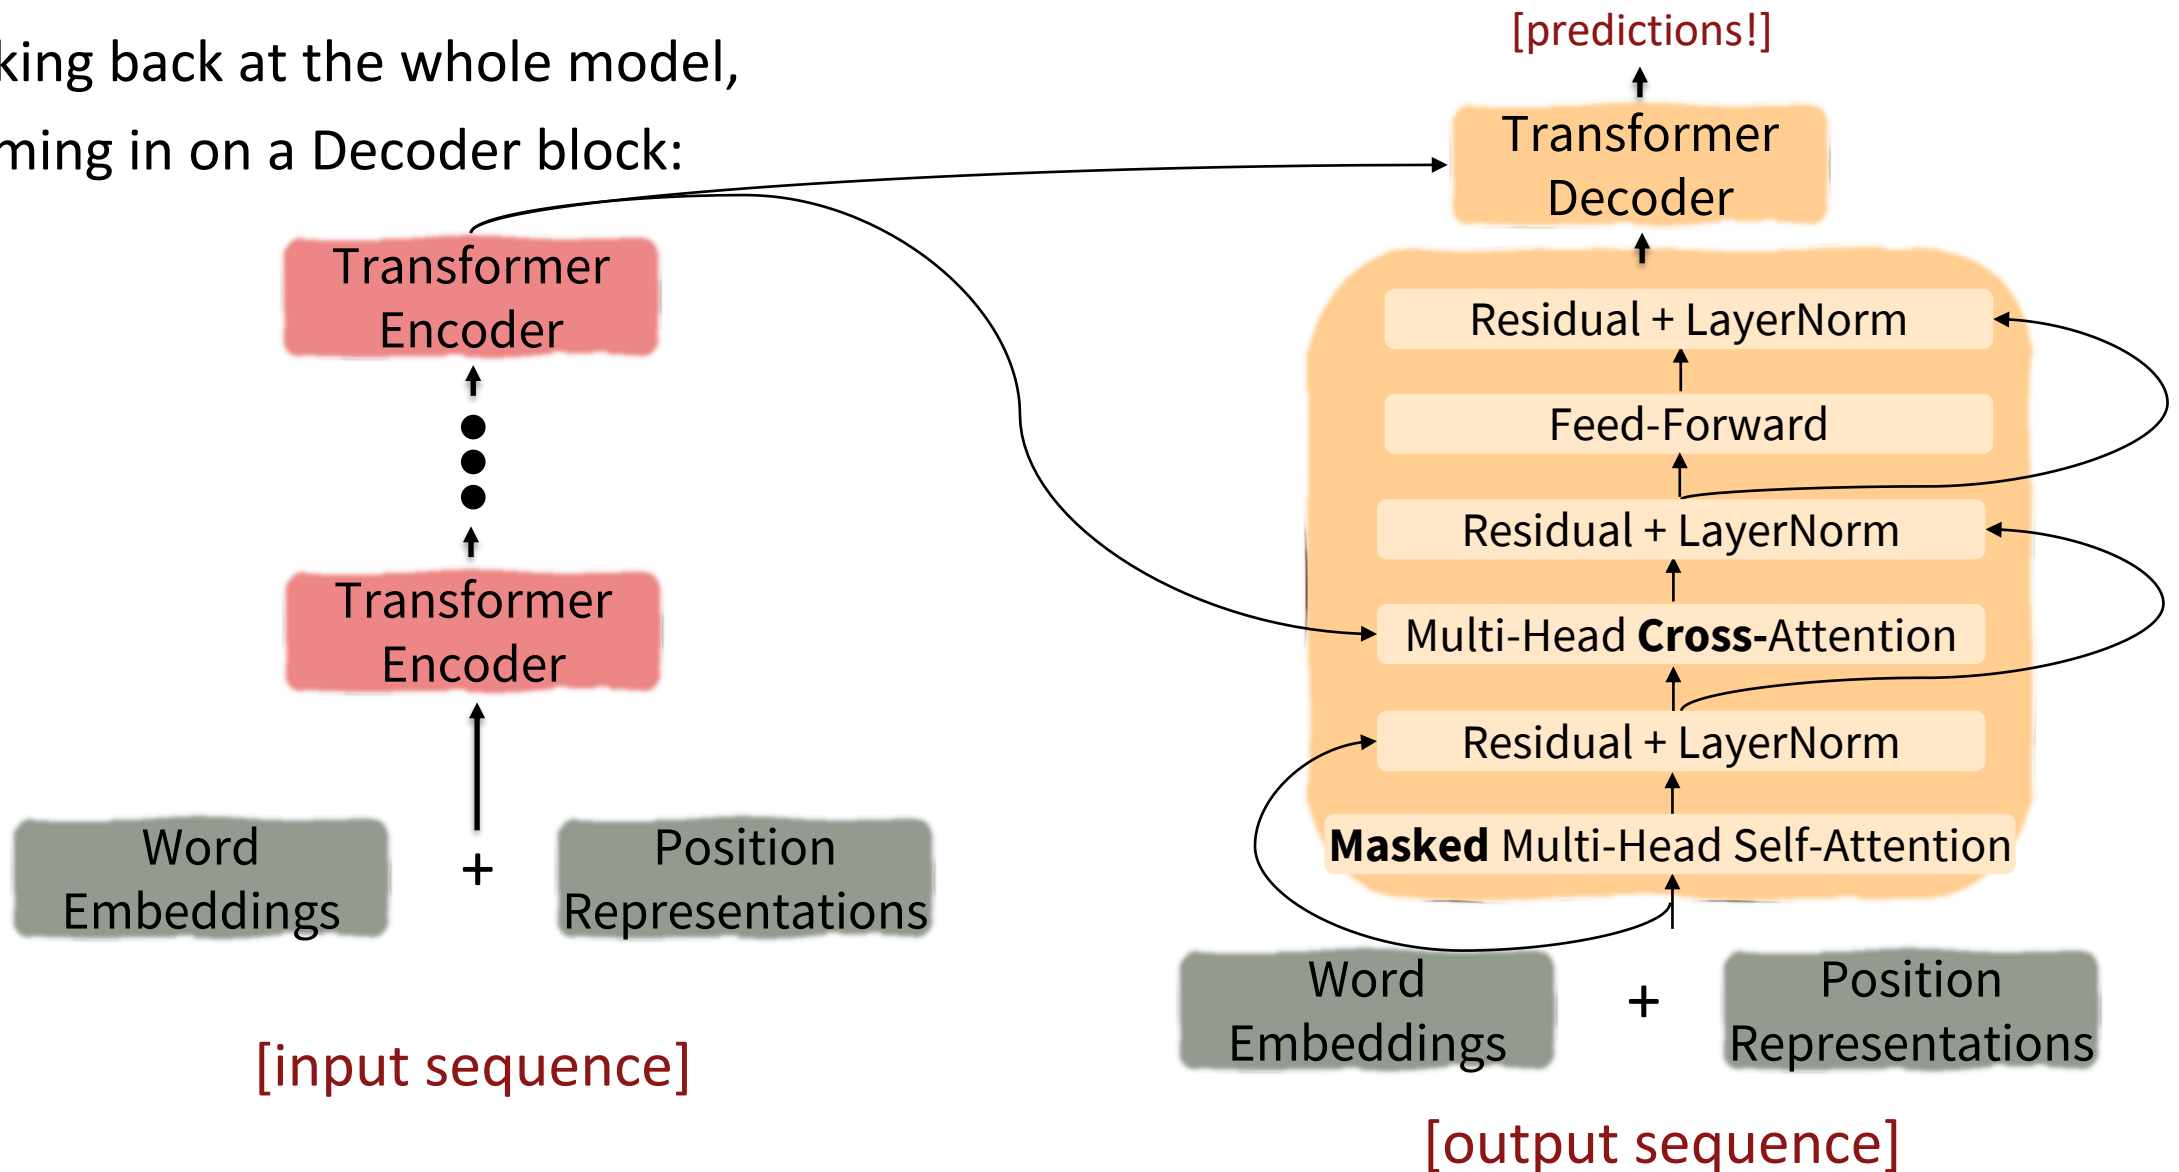 king back at the whole model,
ming in on a Decoder block:
[predictions!]
Transformer
Decoder
Transformer
Encoder
Residual + LayerNorm
Feed-Forward
Residual + LayerNorm
Transformer
Encoder
Multi-Head Cross-Attention
Residual + LayerNorm
Masked Multi-Head Self-Attention
Word
Embeddings
+
Position
Representations
Word
Embeddings
+
Position
Representations
[input sequence]
[output sequence]